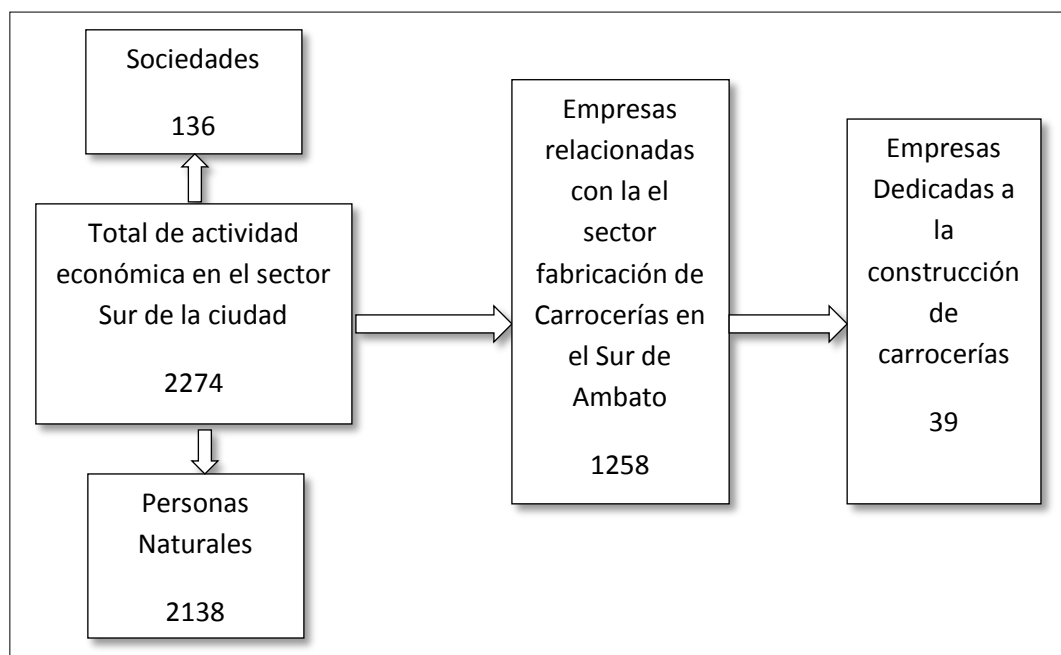 Sociedades
136
Total de actividad
económica en el sector
Sur de la ciudad
2274
Personas
Naturales
2138
Empresas
relacionadas
con la el
sector
fabricación de
Carrocerías en
el Sur de
Ambato
1258
Empresas
Dedicadas a
la
construcción
de
carrocerías
39